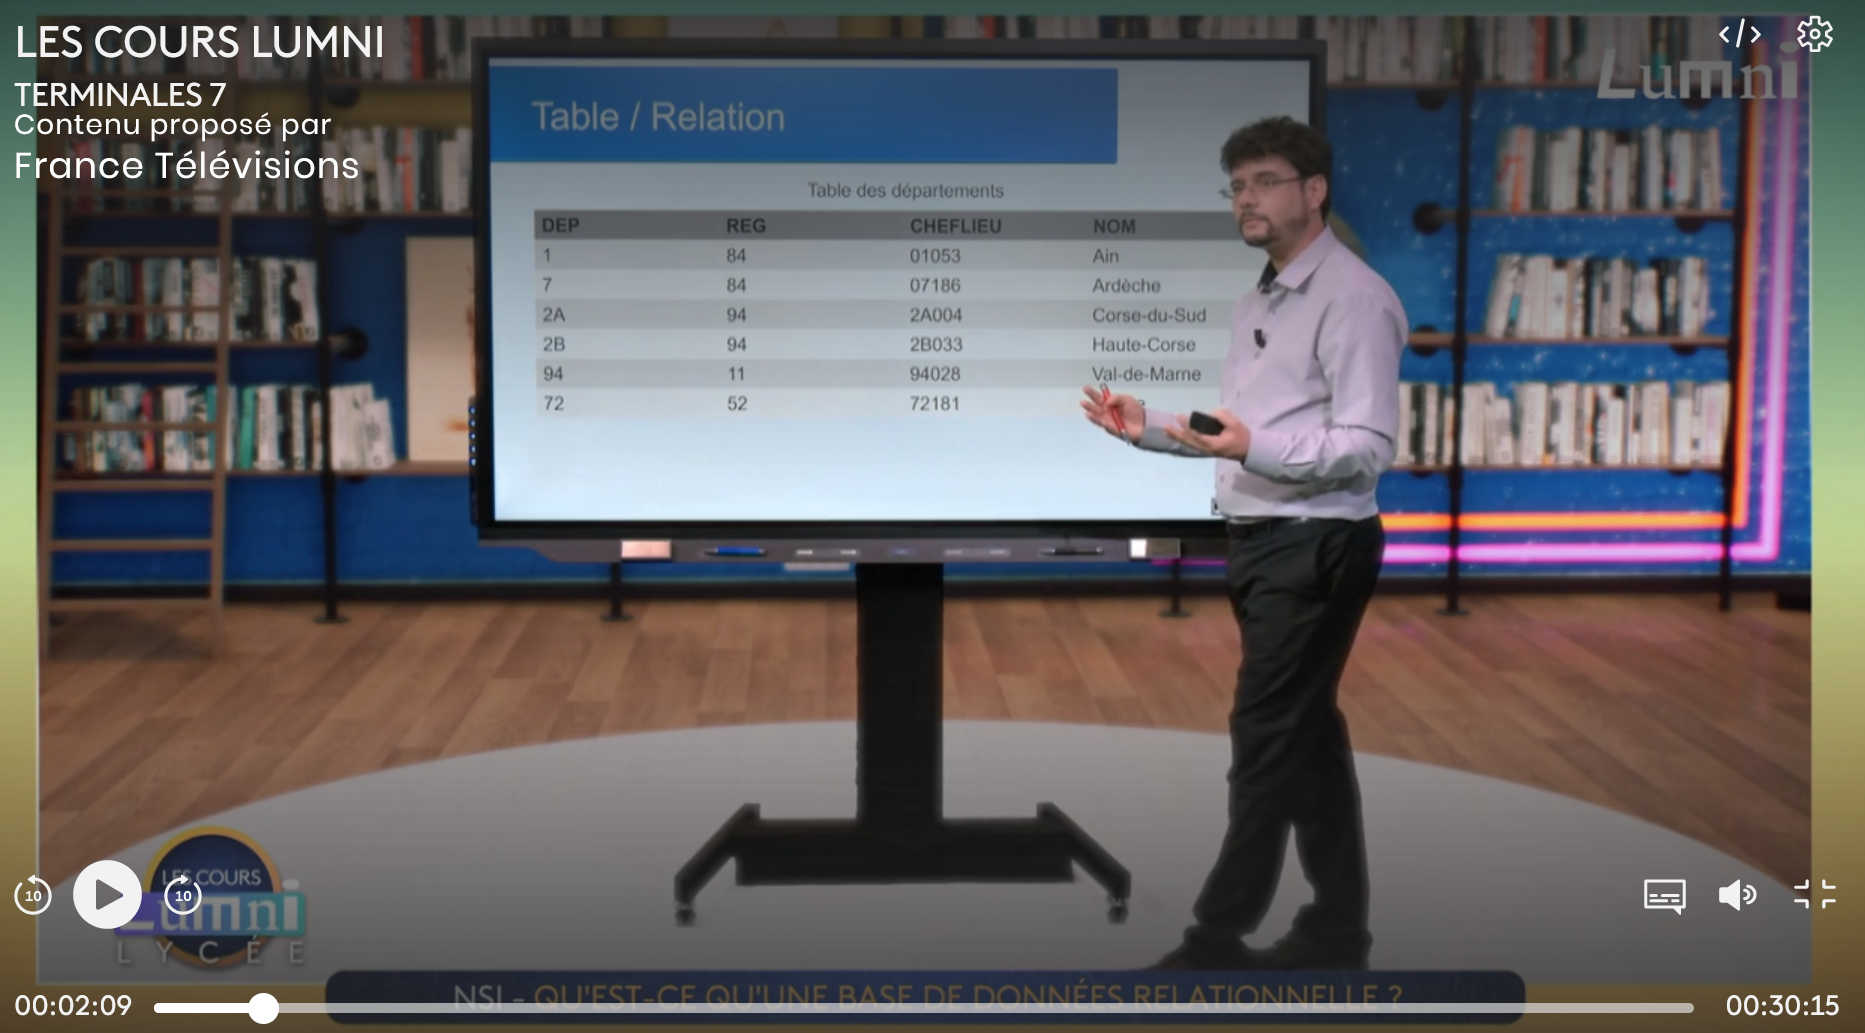 LES COURS LUMNI
TERMINALES 7
Contenu proposé par
France Télévisions
Lumni
Table / Relation
Table des départements
DEP REG CHEFLIEU NOM
1 84 01053 Ain
7 84 07186 Ardèche
2A 94 2A004 Corse-du-Sud
2B 94 2B033 Haute-Corse
94 11 94028 Val-de-Marne
72 52 72181
10
10
LES COURS
Lumni
LYCÉE
NSI - QU'EST-CE QU'UNE BASE DE DONNÉES RELATIONNELLE ?
00:02:09
00:30:15